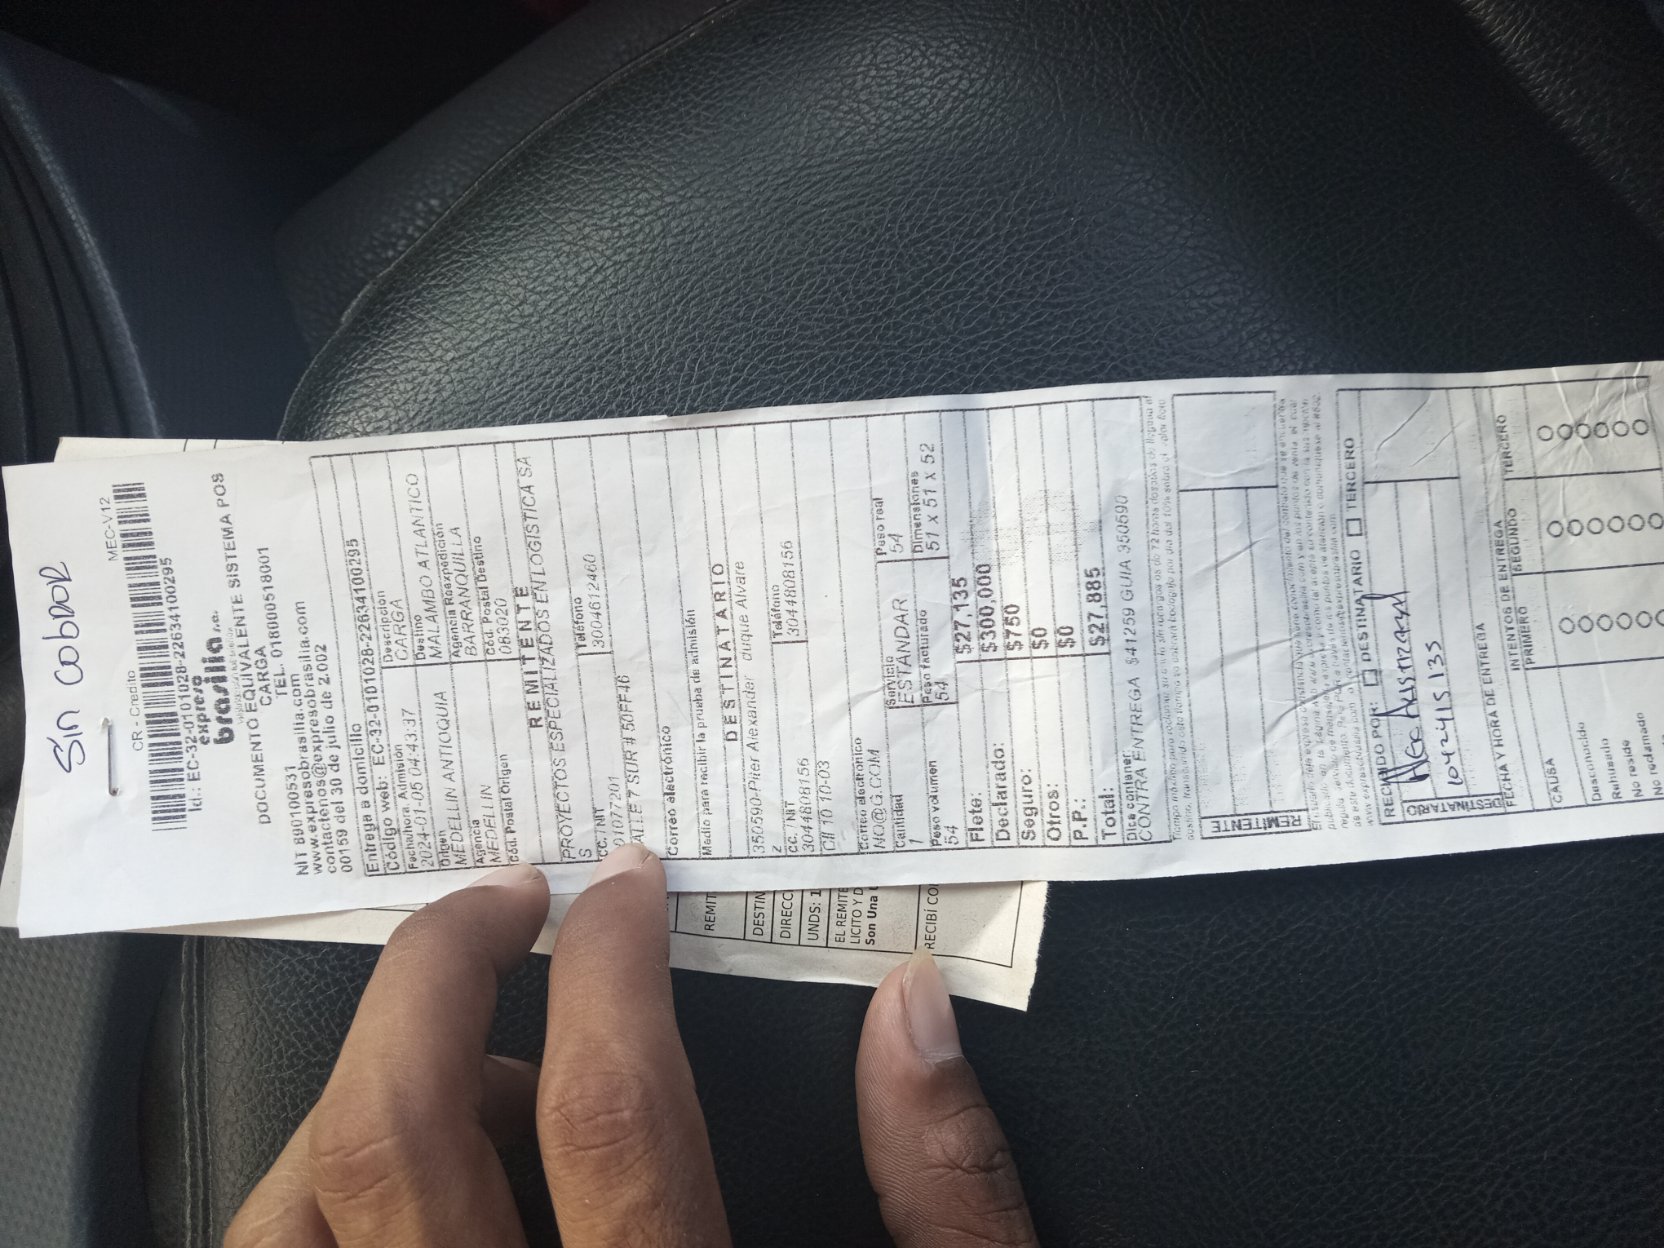 Sin cobrar
CR - Credito MEC-V12
Id.: EC-32-0101028-22634100295
expreso
brasilia s.a.
DOCUMENTO EQUIVALENTE SISTEMA POS
CARGA
TEL. 018000518001
NIT 890100531
www.expresobrasilia.com
contactenos@expresobrasilia.com
00159 del 30 de julio de 2.002
Entrega a domicilio
Código web: EC-32-0101028-22634100295
Fecha/hora Admisión Descripción
2024-01-05 04:43:37 CARGA
Origen Destino
MEDELLIN ANTIOQUIA MALAMBO ATLANTICO
Agencia Agencia Reexpedición
MEDELLIN BARRANQUILLA
Cód. Postal Origen Cód. Postal Destino
083020
REMITENTE
PROYECTOS ESPECIALIZADOS EN LOGISTICA SA
S
CC. / NIT Teléfono
3004612460
ALLE 7 SUR # 50FF46
Correo electrónico
Medio para recibir la prueba de admisión
DESTINATARIO
350590-Piier Alexander duque Alvare
z
CC. / NIT Teléfono
3044808156 3044808156
Cll 10 10-03
Correo electrónico
NO@G.COM
Cantidad Servicio Peso real
1 ESTANDAR 54
Peso volumen Peso facturado Dimensiones
54 54 51 x 51 x 52
Flete: $27,135
Declarado: $300,000
Seguro: $750
Otros: $0
P.P.: $0
Total: $27,885
Dice contener
CONTRA ENTREGA $41259 GUIA 350590
REMITENTE
RECIBIDO POR: DESTINATARIO TERCERO
1042415135
DESTINATARIO
FECHA Y HORA DE ENTREGA
INTENTOS DE ENTREGA
CAUSA PRIMERO SEGUNDO TERCERO
Desconocido
Rehusado
No reside
No reclamado
REMIT
DESTIN
DIRECC
UNDS: 1
EL REMITE
LICITO Y D
Son Una
RECIBÍ CO